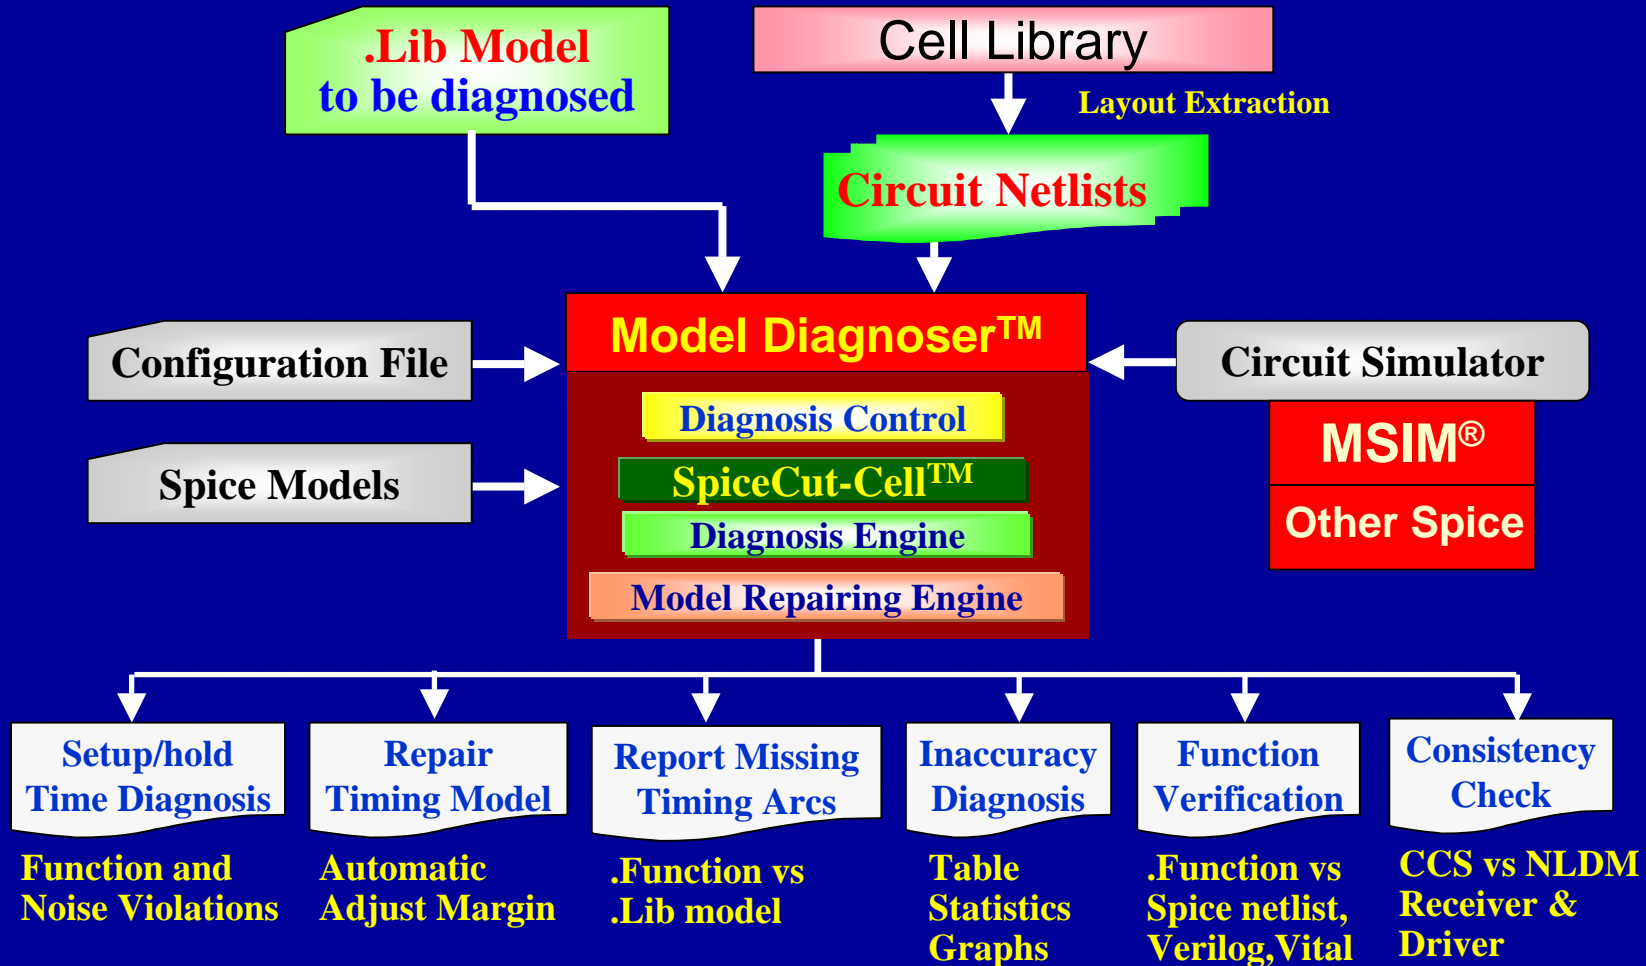 .Lib Model
to be diagnosed
Cell Library
Layout Extraction
Circuit Netlists
Model Diagnoser™
Configuration File
Circuit Simulator
Diagnosis Control
MSIM®
Spice Models
SpiceCut-Cell™
Other Spice
Diagnosis Engine
Model Repairing Engine
Setup/hold
Time Diagnosis
Function and
Noise Violations
Repair
Timing Model
Automatic
Adjust Margin
Report Missing
Timing Arcs
.Function vs
.Lib model
Inaccuracy
Diagnosis
Table
Statistics
Graphs
Function
Verification
.Function vs
Spice netlist,
Verilog,Vital
Consistency
Check
CCS vs NLDM
Receiver &
Driver